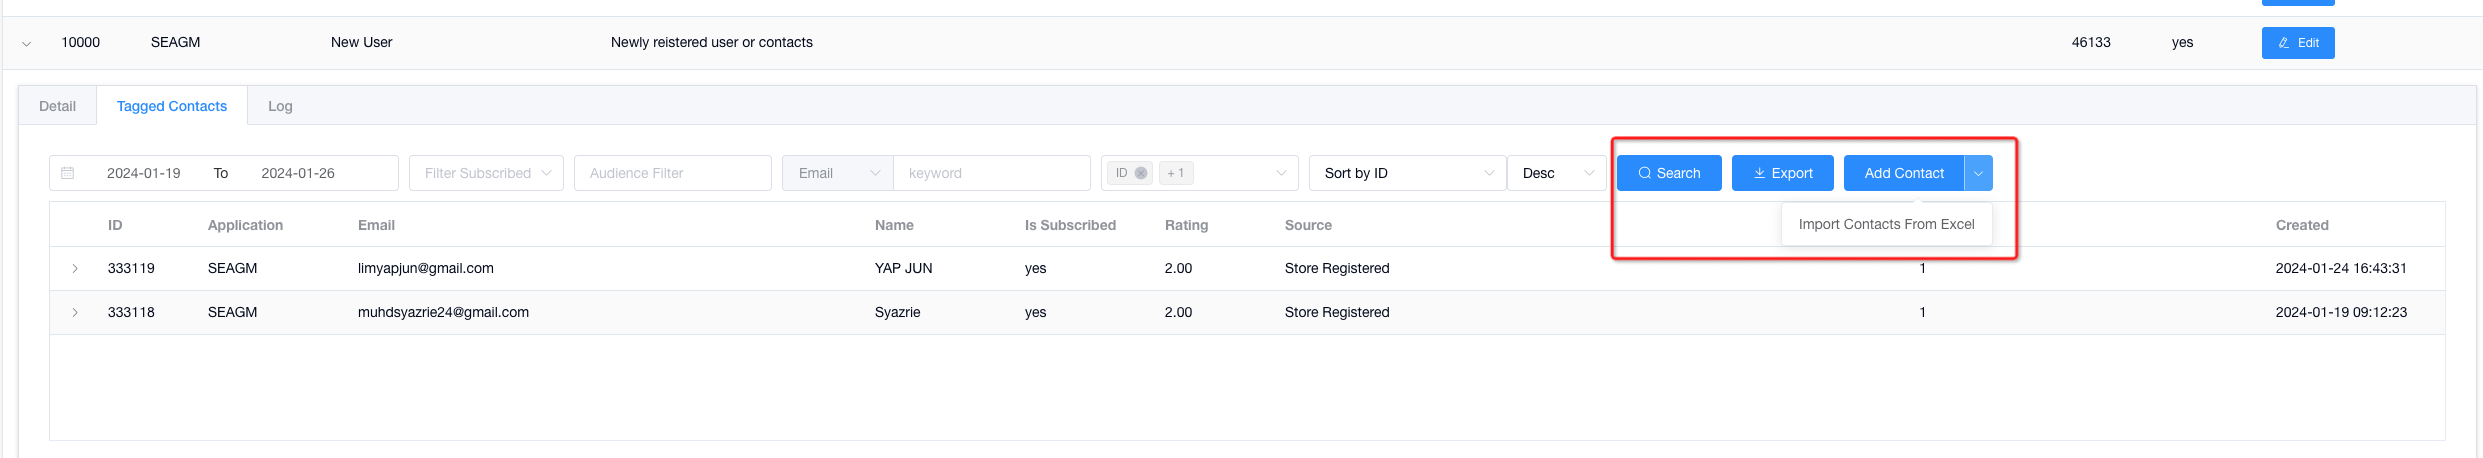 10000 SEAGM New User Newly reistered user or contacts 46133 yes Edit
Detail Tagged Contacts Log
2024-01-19 To 2024-01-26 Filter Subscribed Audience Filter Email keyword ID + 1 Sort by ID Desc Search Export Add Contact
Import Contacts From Excel
ID Application Email Name Is Subscribed Rating Source Created
333119 SEAGM limyapjun@gmail.com YAP JUN yes 2.00 Store Registered 1 2024-01-24 16:43:31
333118 SEAGM muhdsyazrie24@gmail.com Syazrie yes 2.00 Store Registered 1 2024-01-19 09:12:23